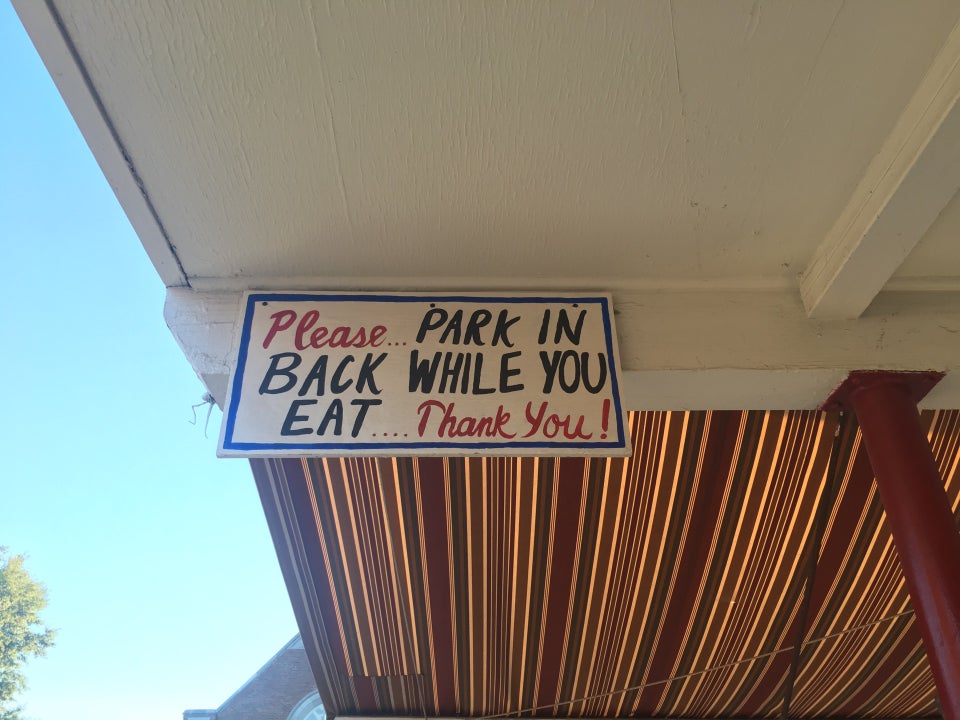 Please... PARK IN
BACK WHILE YOU
EAT.... Thank You!